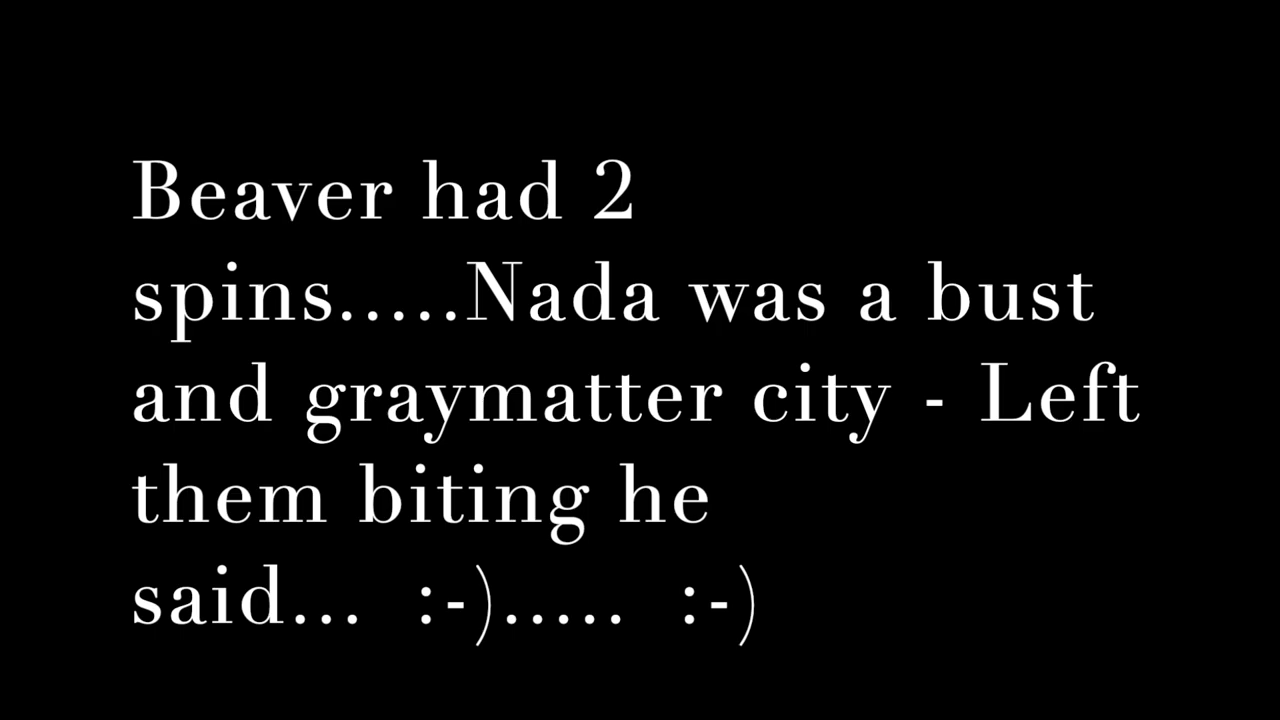 Beaver had 2
spins.....Nada was a bust
and graymatter city - Left
them biting he
said...  :-).....  :-)